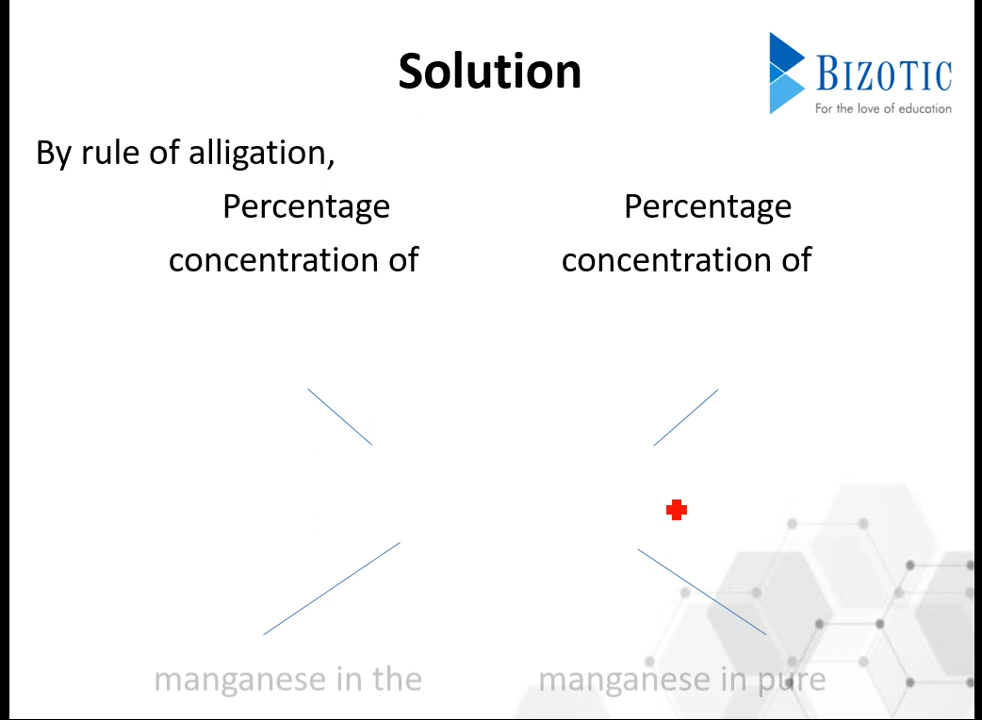 Solution
BIZOTIC
For the love of education
By rule of alligation,
Percentage Percentage
concentration of concentration of
manganese in the manganese in pure